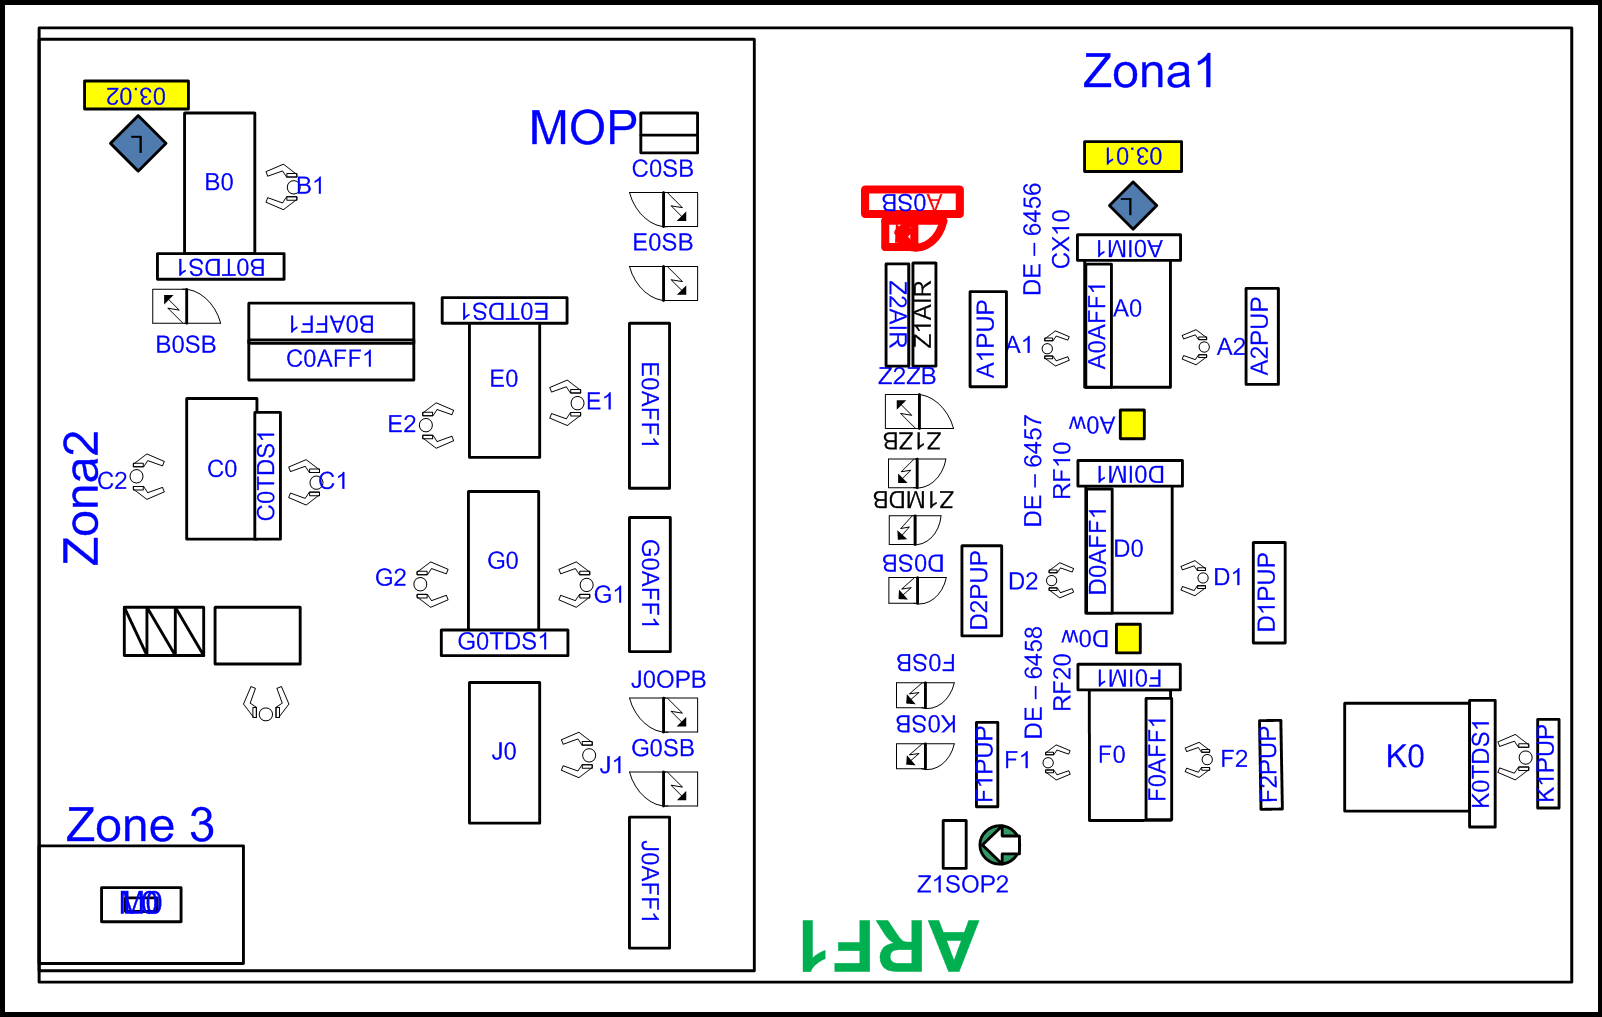 Zona1
03.02
L
B0
B1
B0TDS1
B0SB
MOP
C0SB
E0SB
B0AFF1
C0AFF1
E0TDS1
E0
E1
E2
E0AFF1
Zona2
C2
C0
C0TDS1
C1
G2
G0
G1
G0TDS1
G0AFF1
J0OPB
J0
J1
G0SB
J0AFF1
Zone 3
03.01
L
A0SB
DE – 6456
CX10
A0IM1
Z2AIR
Z1AIR
A1PUP
A1
A0AFF1
A0
A2
A2PUP
Z2ZB
Z1ZB
Z1MDB
D0SB
A0w
DE – 6457
RF10
D0IM1
D2PUP
D2
D0AFF1
D0
D1
D1PUP
D0w
F0SB
K0SB
DE – 6458
RF20
F0IM1
F1PUP
F1
F0
F0AFF1
F2
F2PUP
K0
K0TDS1
K1PUP
Z1SOP2
ARF1